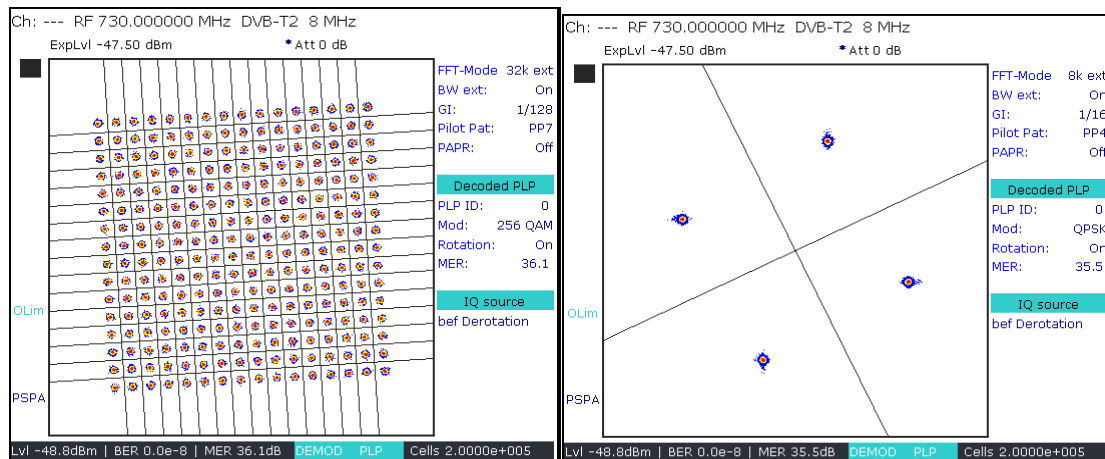 Ch: --- RF 730.000000 MHz DVB-T2 8 MHz
ExpLvl -47.50 dBm * Att 0 dB
FFT-Mode 32k ext
BW ext: On
GI: 1/128
Pilot Pat: PP7
PAPR: Off
Decoded PLP
PLP ID: 0
Mod: 256 QAM
Rotation: On
MER: 36.1
IQ source
bef Derotation
OLim
PSPA
Lvl -48.8dBm | BER 0.0e-8 | MER 36.1dB DEMOD PLP Cells 2.0000e+005
Ch: --- RF 730.000000 MHz DVB-T2 8 MHz
ExpLvl -47.50 dBm * Att 0 dB
FFT-Mode 8k ext
BW ext: On
GI: 1/16
Pilot Pat: PP4
PAPR: Off
Decoded PLP
PLP ID: 0
Mod: QPSK
Rotation: On
MER: 35.5
IQ source
bef Derotation
OLim
PSPA
Lvl -48.8dBm | BER 0.0e-8 | MER 35.5dB DEMOD PLP Cells 2.0000e+005